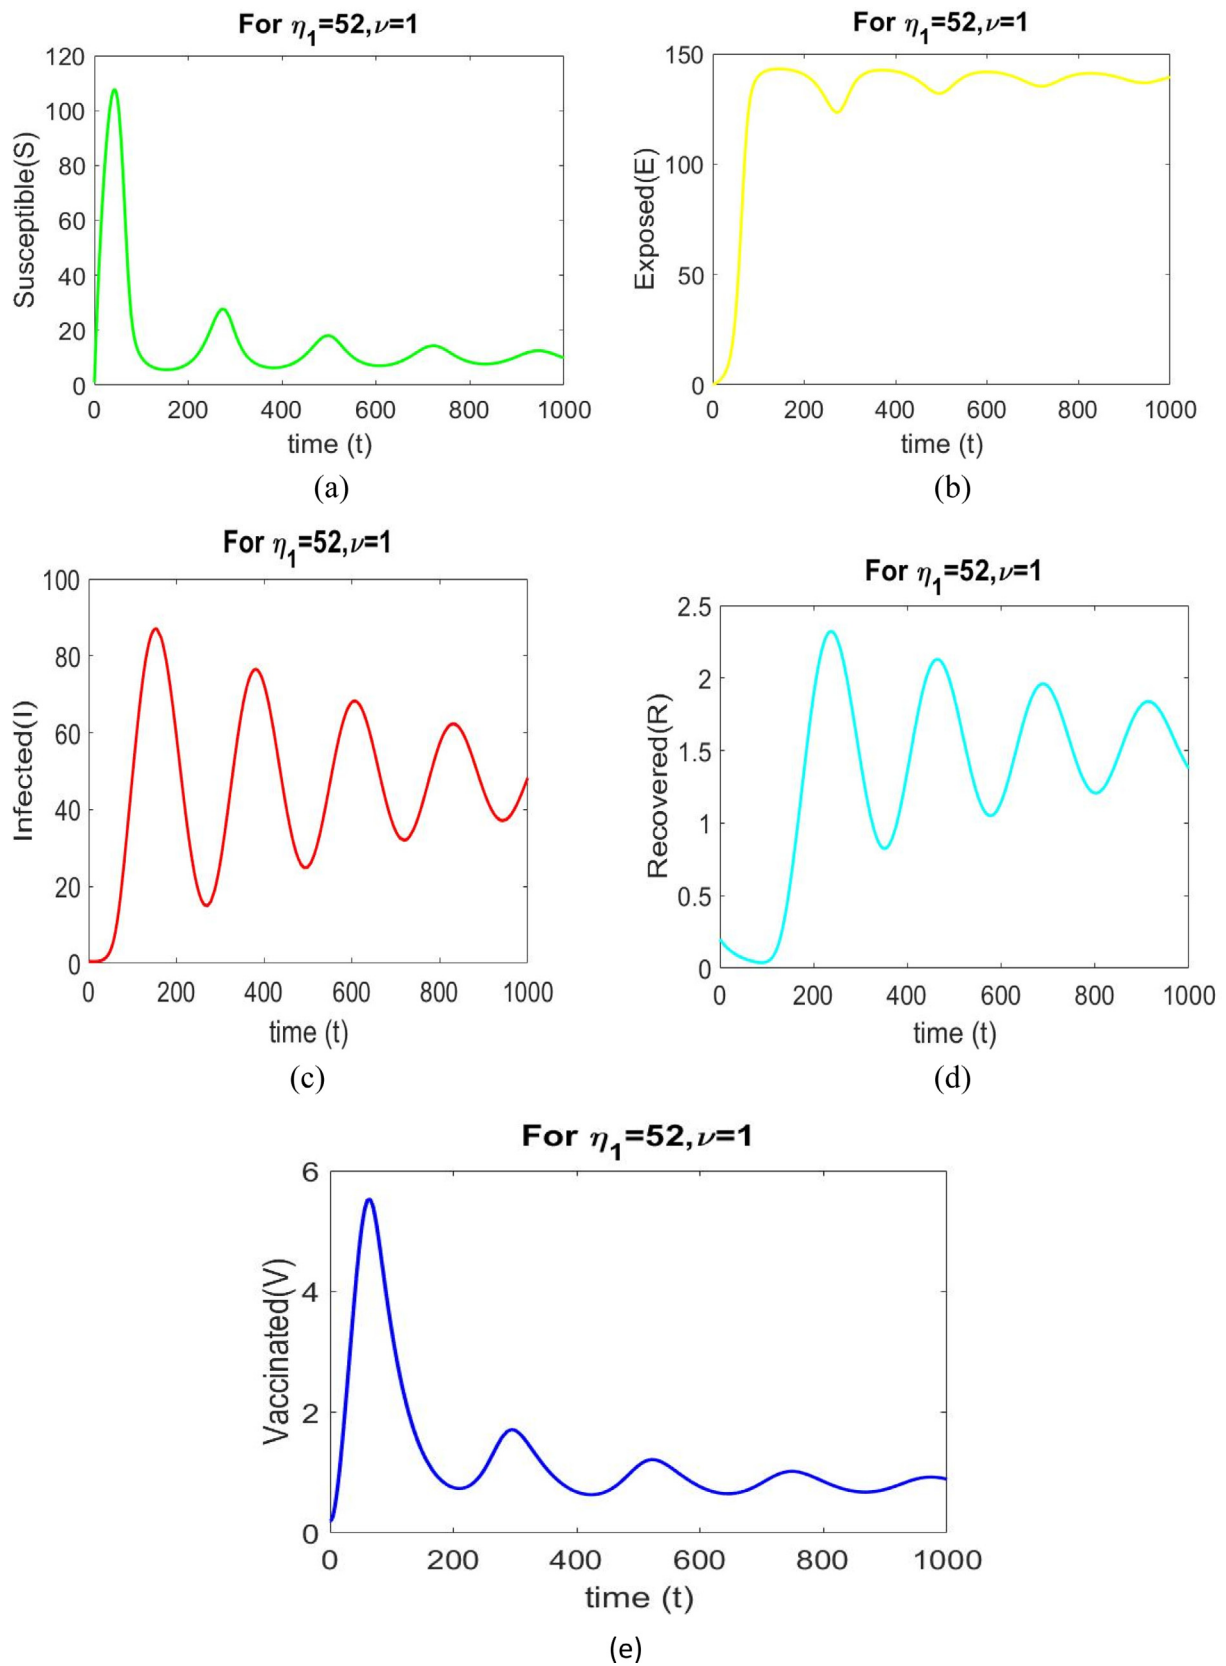 For η1=52,ν=1
Susceptible(S)
120
100
80
60
40
20
0
0 200 400 600 800 1000
time (t)
(a)
For η1=52,ν=1
Exposed(E)
150
100
50
0
0 200 400 600 800 1000
time (t)
(b)
For η1=52,ν=1
Infected(I)
100
80
60
40
20
0
0 200 400 600 800 1000
time (t)
(c)
For η1=52,ν=1
Recovered(R)
2.5
2
1.5
1
0.5
0
0 200 400 600 800 1000
time (t)
(d)
For η1=52,ν=1
Vaccinated(V)
6
4
2
0
0 200 400 600 800 1000
time (t)
(e)